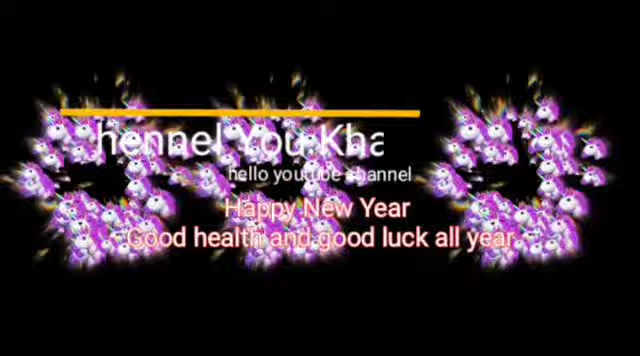 hennel You Kha
hello youtube channel
Happy New Year
Good health and good luck all year